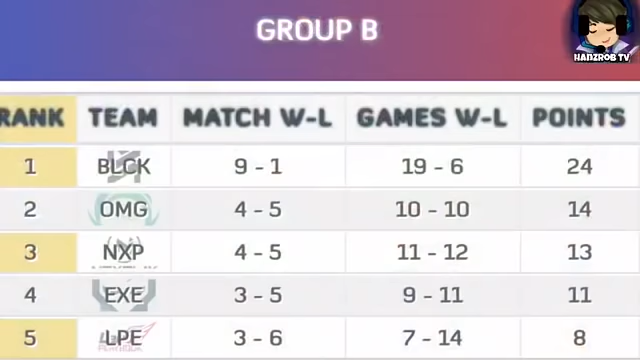 GROUP B
HANZROB TV
RANK TEAM MATCH W-L GAMES W-L POINTS
1 BLCK 9 - 1 19 - 6 24
2 OMG 4 - 5 10 - 10 14
3 NXP 4 - 5 11 - 12 13
4 EXE 3 - 5 9 - 11 11
5 LPE 3 - 6 7 - 14 8